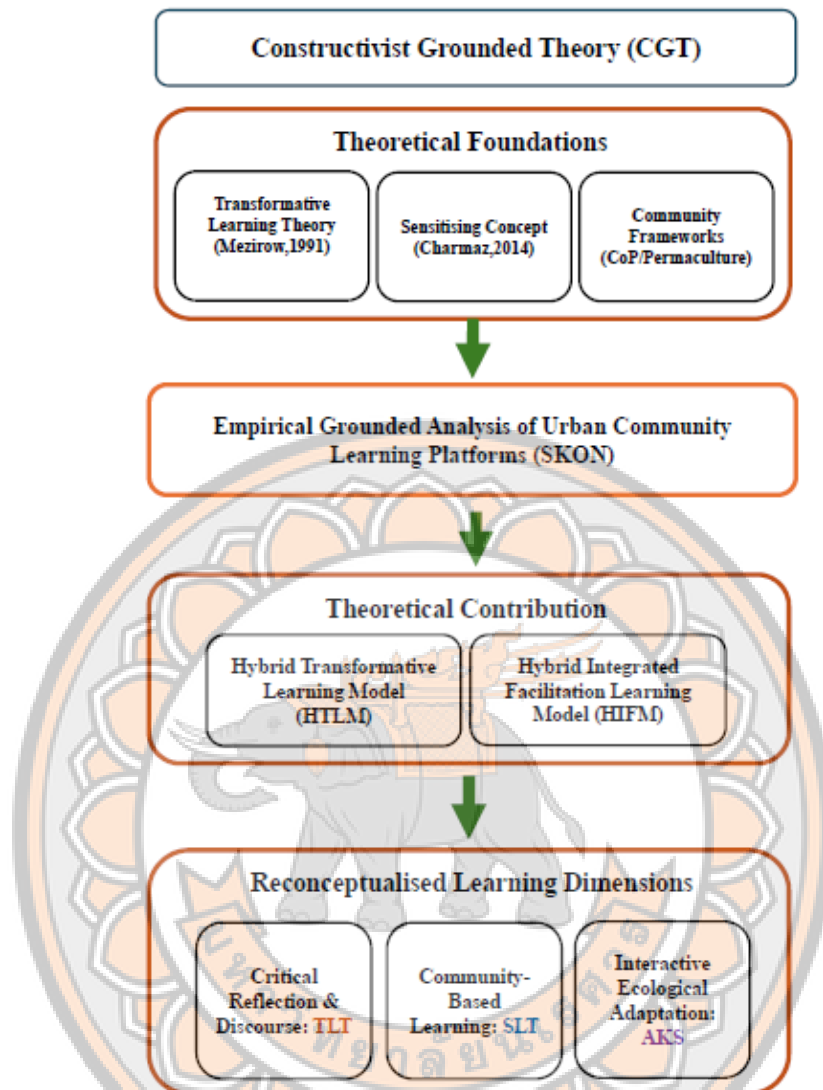 Constructivist Grounded Theory (CGT)
Theoretical Foundations
Transformative
Learning Theory
(Mezirow,1991)
Sensitising Concept
(Charmaz,2014)
Community
Frameworks
(CoP/Permaculture)
Empirical Grounded Analysis of Urban Community
Learning Platforms (SKON)
Theoretical Contribution
Hybrid Transformative
Learning Model
(HTLM)
Hybrid Integrated
Facilitation Learning
Model (HIFM)
Reconceptualised Learning Dimensions
Critical
Reflection &
Discourse: TLT
Community-
Based
Learning: SLT
Interactive
Ecological
Adaptation:
AKS